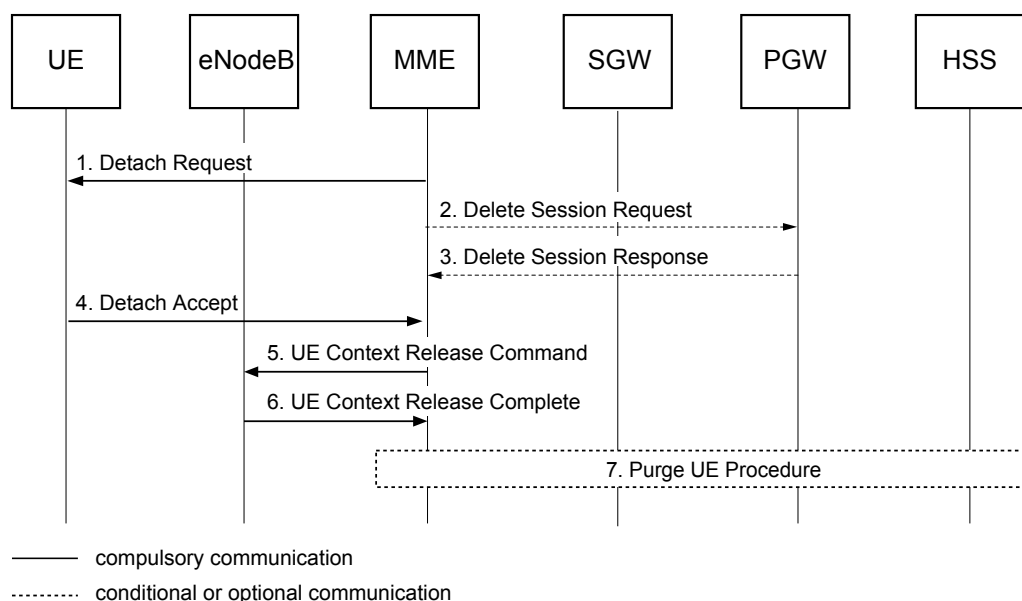 UE eNodeB MME SGW PGW HSS
1. Detach Request
2. Delete Session Request
3. Delete Session Response
4. Detach Accept
5. UE Context Release Command
6. UE Context Release Complete
7. Purge UE Procedure
compulsory communication
conditional or optional communication